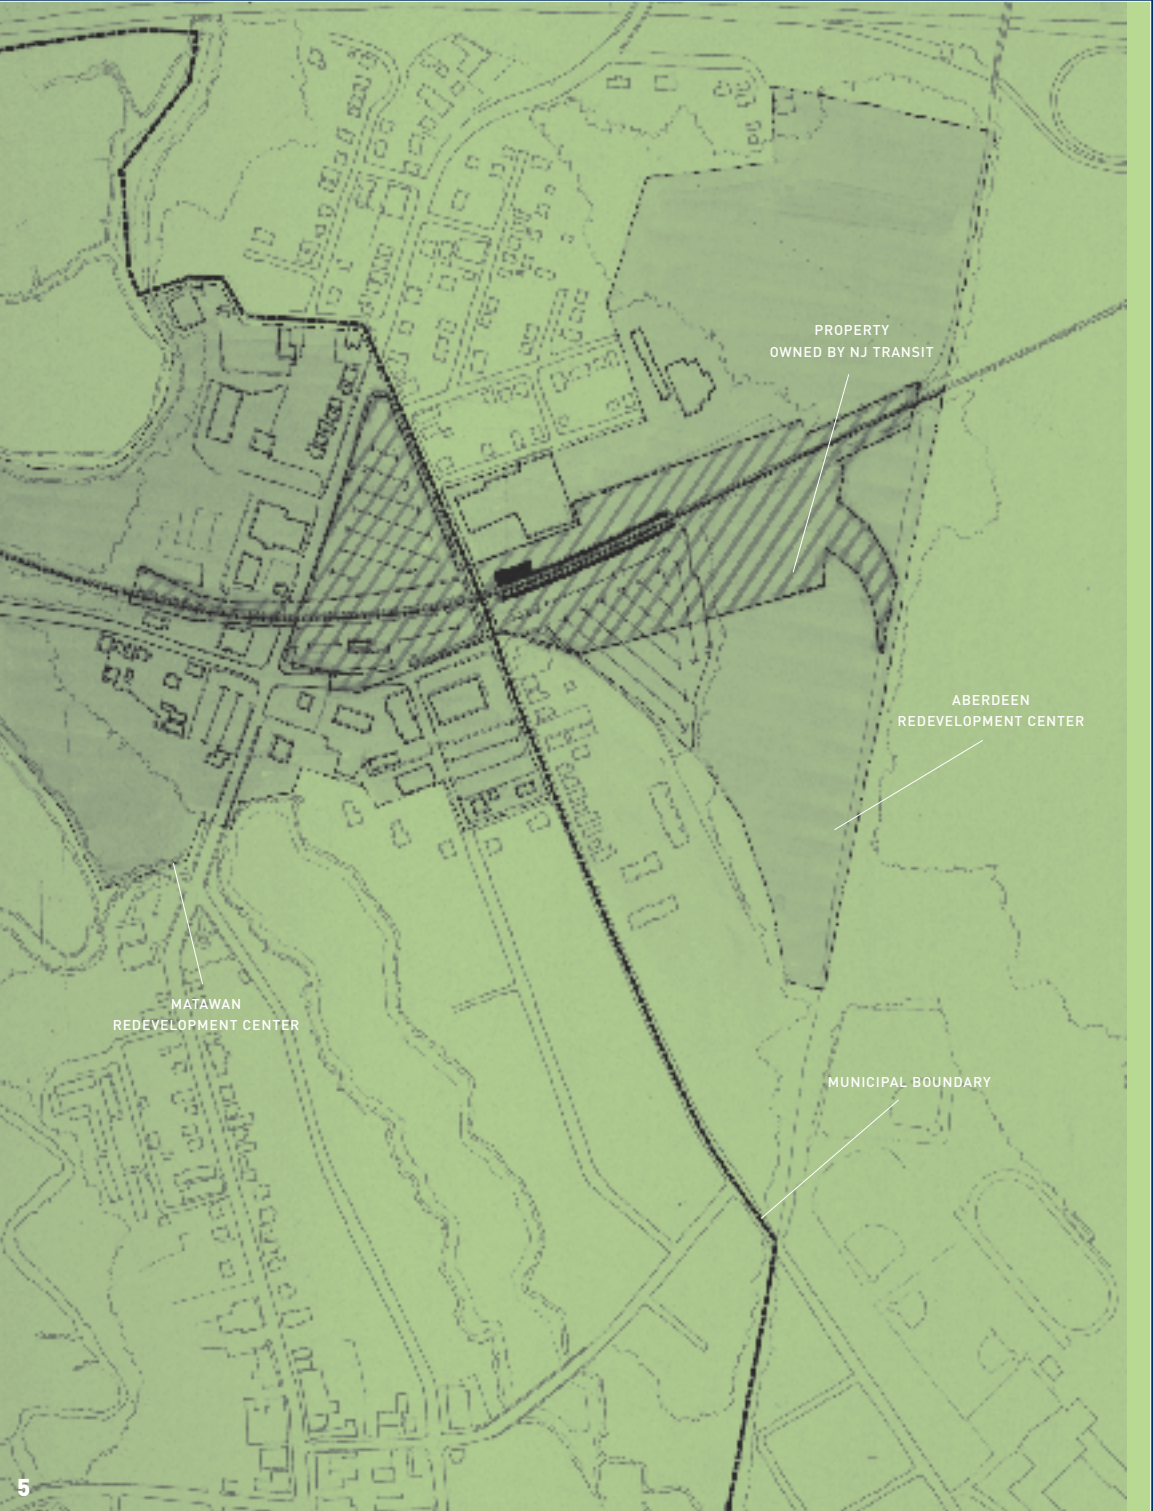 PROPERTY
OWNED BY NJ TRANSIT
ABERDEEN
REDEVELOPMENT CENTER
MATAWAN
REDEVELOPMENT CENTER
MUNICIPAL BOUNDARY
5